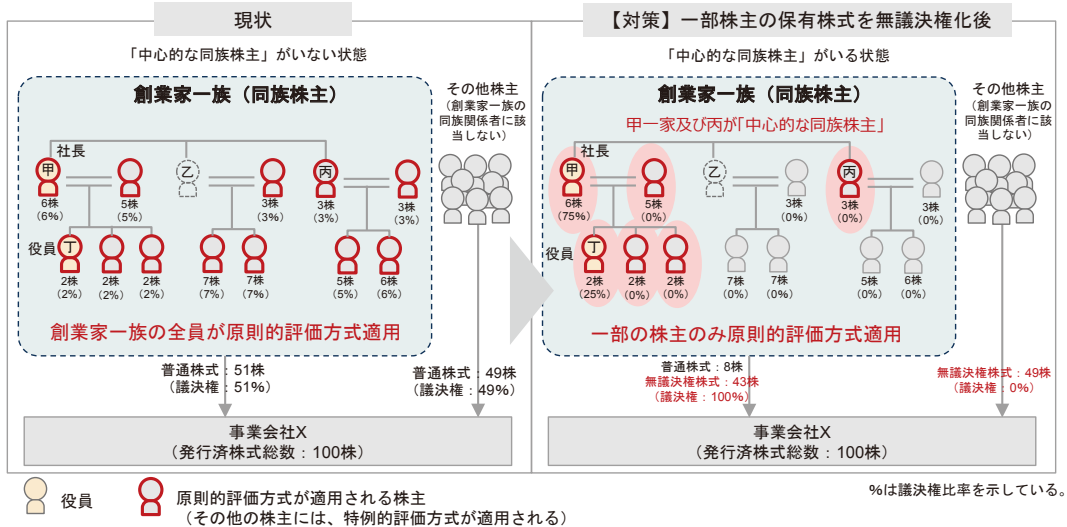 現状
「中心的な同族株主」がいない状態
創業家一族（同族株主）
社長
甲
6株
(6%)
5株
(5%)
乙
3株
(3%)
丙
3株
(3%)
3株
(3%)
役員
丁
2株
(2%)
2株
(2%)
2株
(2%)
7株
(7%)
7株
(7%)
5株
(5%)
6株
(6%)
創業家一族の全員が原則的評価方式適用
その他株主
（創業家一族の
同族関係者に該
当しない）
普通株式：51株
（議決権：51%）
普通株式：49株
（議決権：49%）
事業会社X
（発行済株式総数：100株）
【対策】一部株主の保有株式を無議決権化後
「中心的な同族株主」がいる状態
創業家一族（同族株主）
甲一家及び丙が「中心的な同族株主」
社長
甲
6株
(75%)
5株
(0%)
乙
3株
(0%)
丙
3株
(0%)
3株
(0%)
役員
丁
2株
(25%)
2株
(0%)
2株
(0%)
7株
(0%)
7株
(0%)
5株
(0%)
6株
(0%)
一部の株主のみ原則的評価方式適用
その他株主
（創業家一族の
同族関係者に該
当しない）
普通株式：8株
無議決権株式：43株
（議決権：100%）
無議決権株式：49株
（議決権：0%）
事業会社X
（発行済株式総数：100株）
役員
原則的評価方式が適用される株主
（その他の株主には、特例的評価方式が適用される）
%は議決権比率を示している。